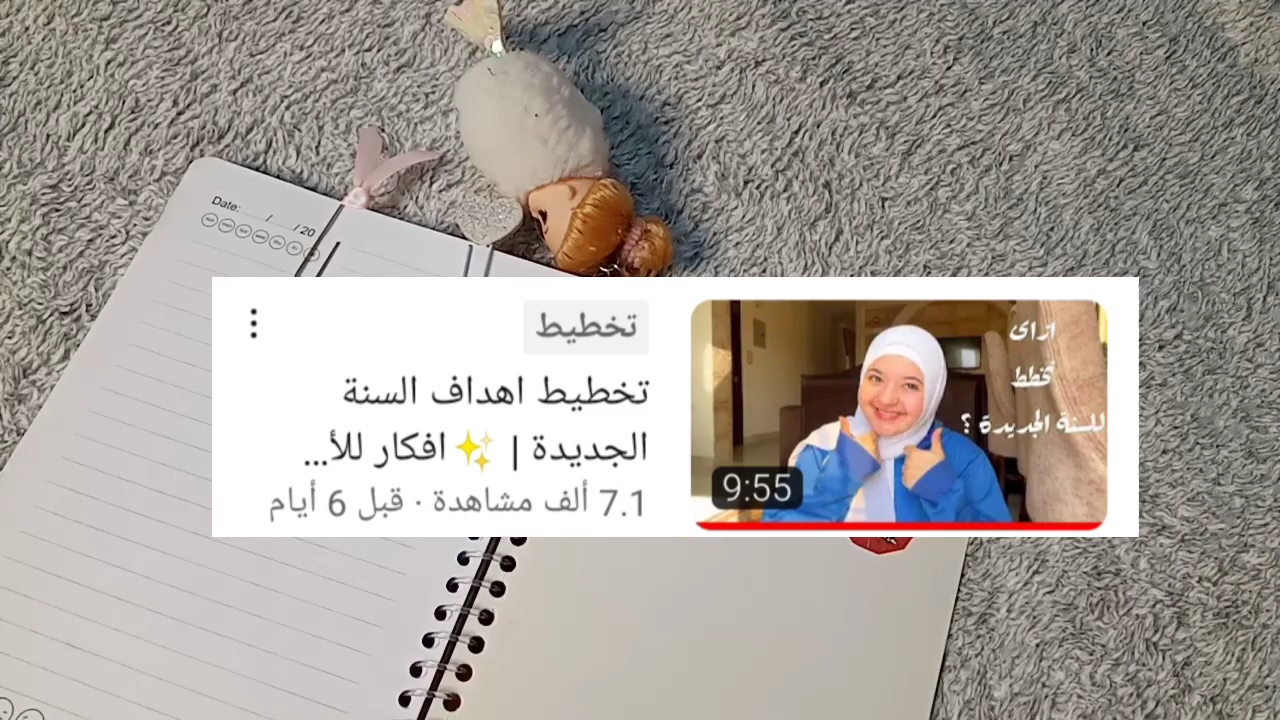 Date: / / 20
تخطيط
تخطيط اهداف السنة
الجديدة | ✨افكار للأ...
7.1 ألف مشاهدة · قبل 6 أيام
ازاى
تخطط
للسنة الجديدة ؟
9:55